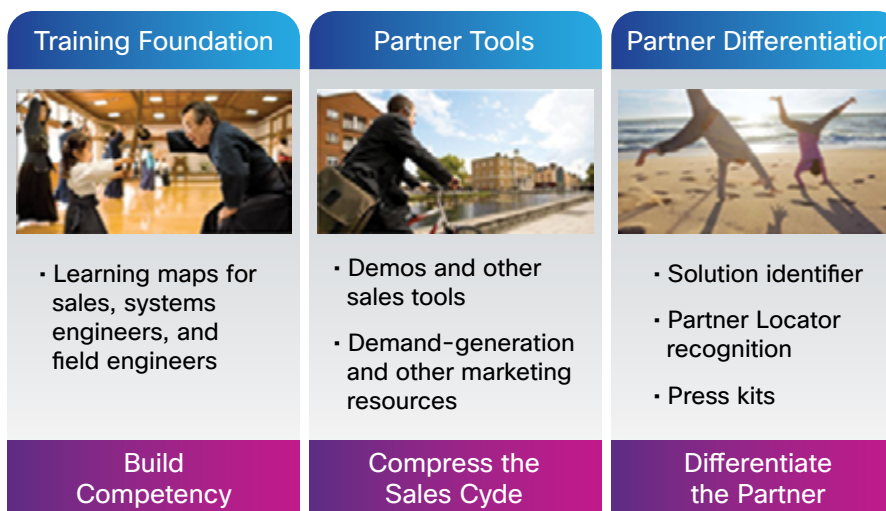 Training Foundation
· Learning maps for
sales, systems
engineers, and
field engineers
Build
Competency
Partner Tools
· Demos and other
sales tools
· Demand-generation
and other marketing
resources
Compress the
Sales Cyde
Partner Differentiation
· Solution identifier
· Partner Locator
recognition
· Press kits
Differentiate
the Partner